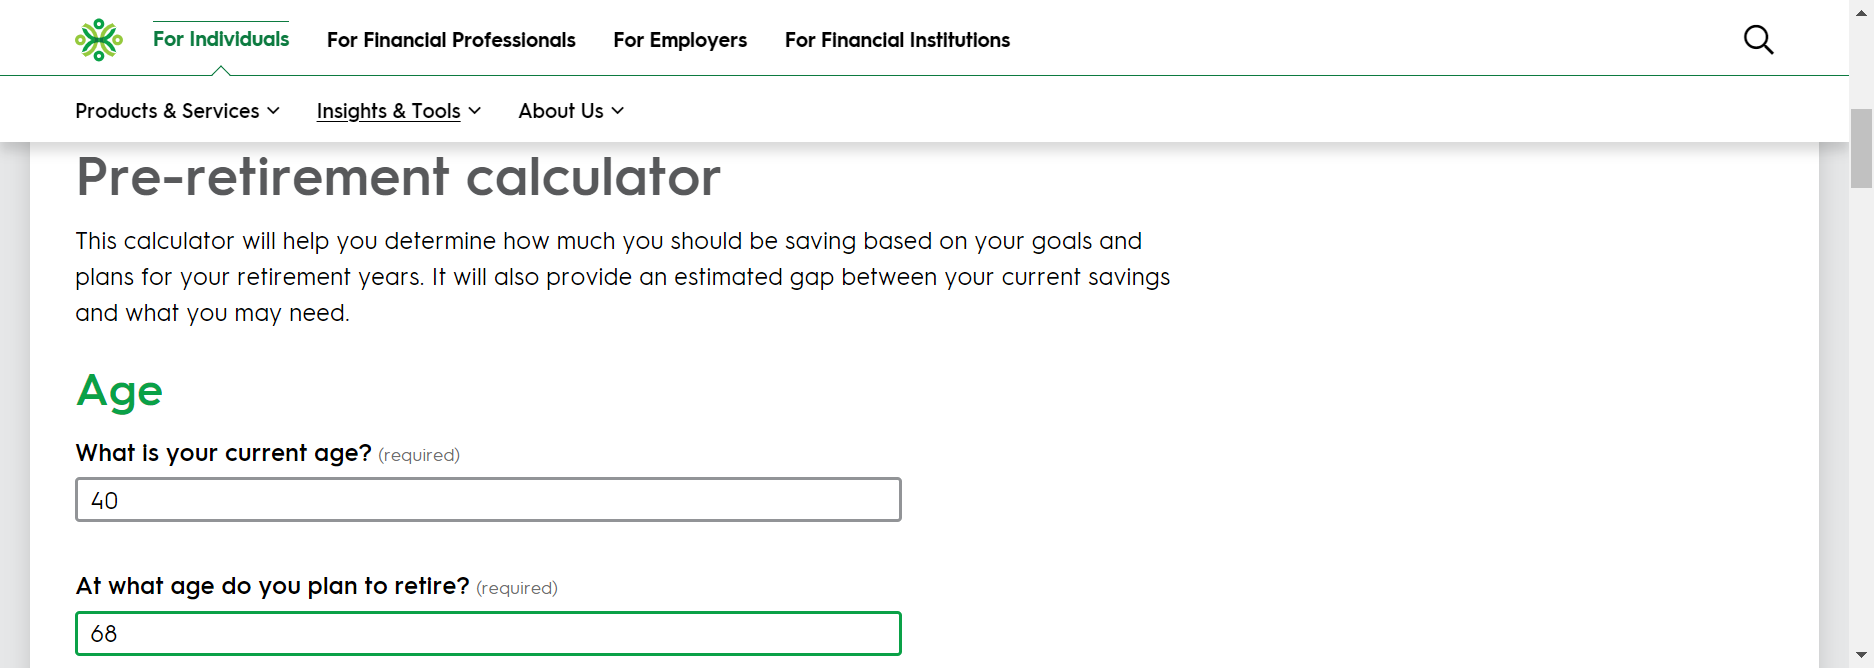 For Individuals For Financial Professionals For Employers For Financial Institutions
Products & Services Insights & Tools About Us
Pre-retirement calculator
This calculator will help you determine how much you should be saving based on your goals and
plans for your retirement years. It will also provide an estimated gap between your current savings
and what you may need.
Age
What is your current age? (required)
40
At what age do you plan to retire? (required)
68